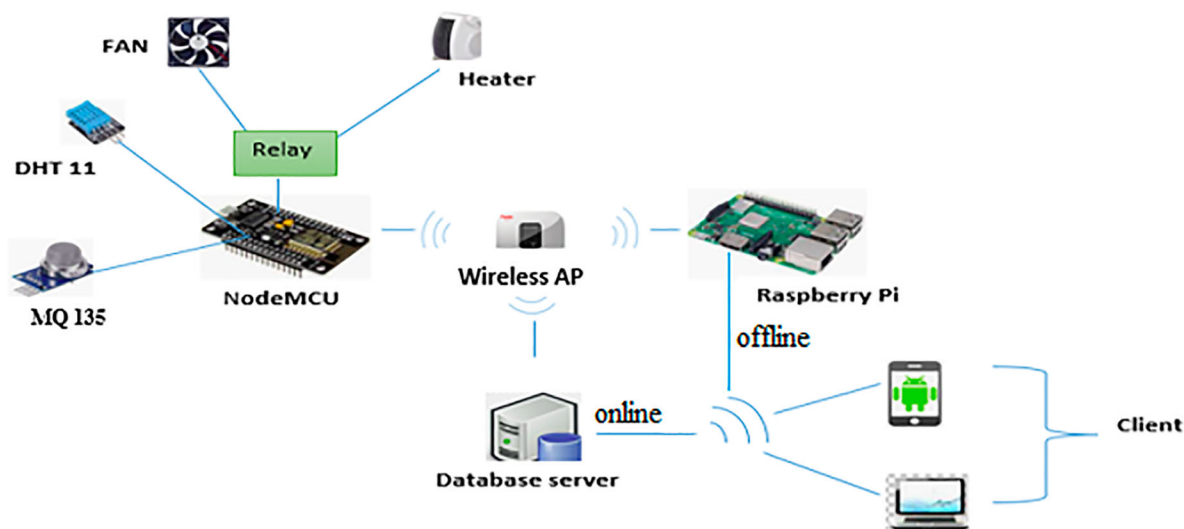 FAN
Heater
Relay
DHT 11
NodeMCU
MQ 135
Wireless AP
Raspberry Pi
offline
online
Database server
Client